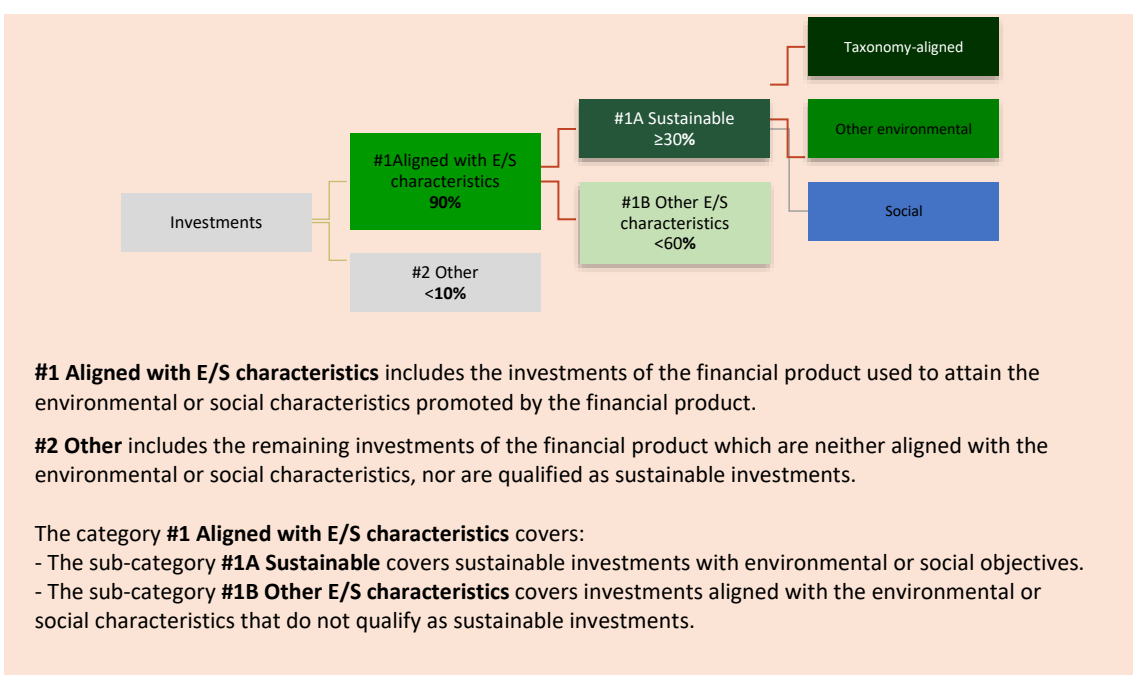 Taxonomy-aligned
#1A Sustainable
≥30%
Other environmental
#1Aligned with E/S
characteristics
90%
#1B Other E/S
characteristics
<60%
Social
Investments
#2 Other
<10%
#1 Aligned with E/S characteristics includes the investments of the financial product used to attain the
environmental or social characteristics promoted by the financial product.
#2 Other includes the remaining investments of the financial product which are neither aligned with the
environmental or social characteristics, nor are qualified as sustainable investments.
The category #1 Aligned with E/S characteristics covers:
- The sub-category #1A Sustainable covers sustainable investments with environmental or social objectives.
- The sub-category #1B Other E/S characteristics covers investments aligned with the environmental or
social characteristics that do not qualify as sustainable investments.